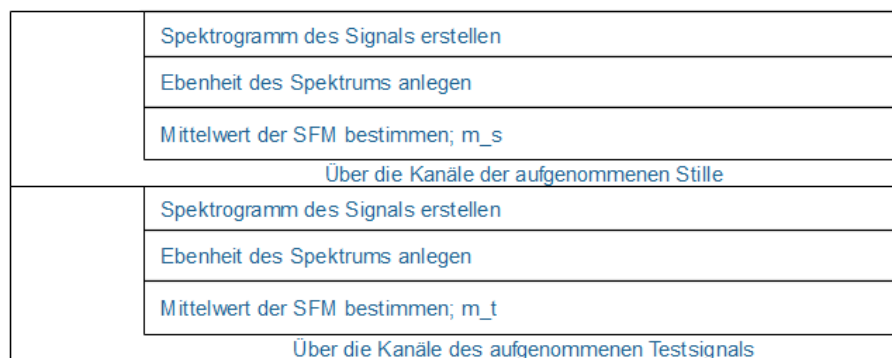 Spektrogramm des Signals erstellen
Ebenheit des Spektrums anlegen
Mittelwert der SFM bestimmen; m_s
Über die Kanäle der aufgenommenen Stille
Spektrogramm des Signals erstellen
Ebenheit des Spektrums anlegen
Mittelwert der SFM bestimmen; m_t
Über die Kanäle des aufgenommenen Testsignals